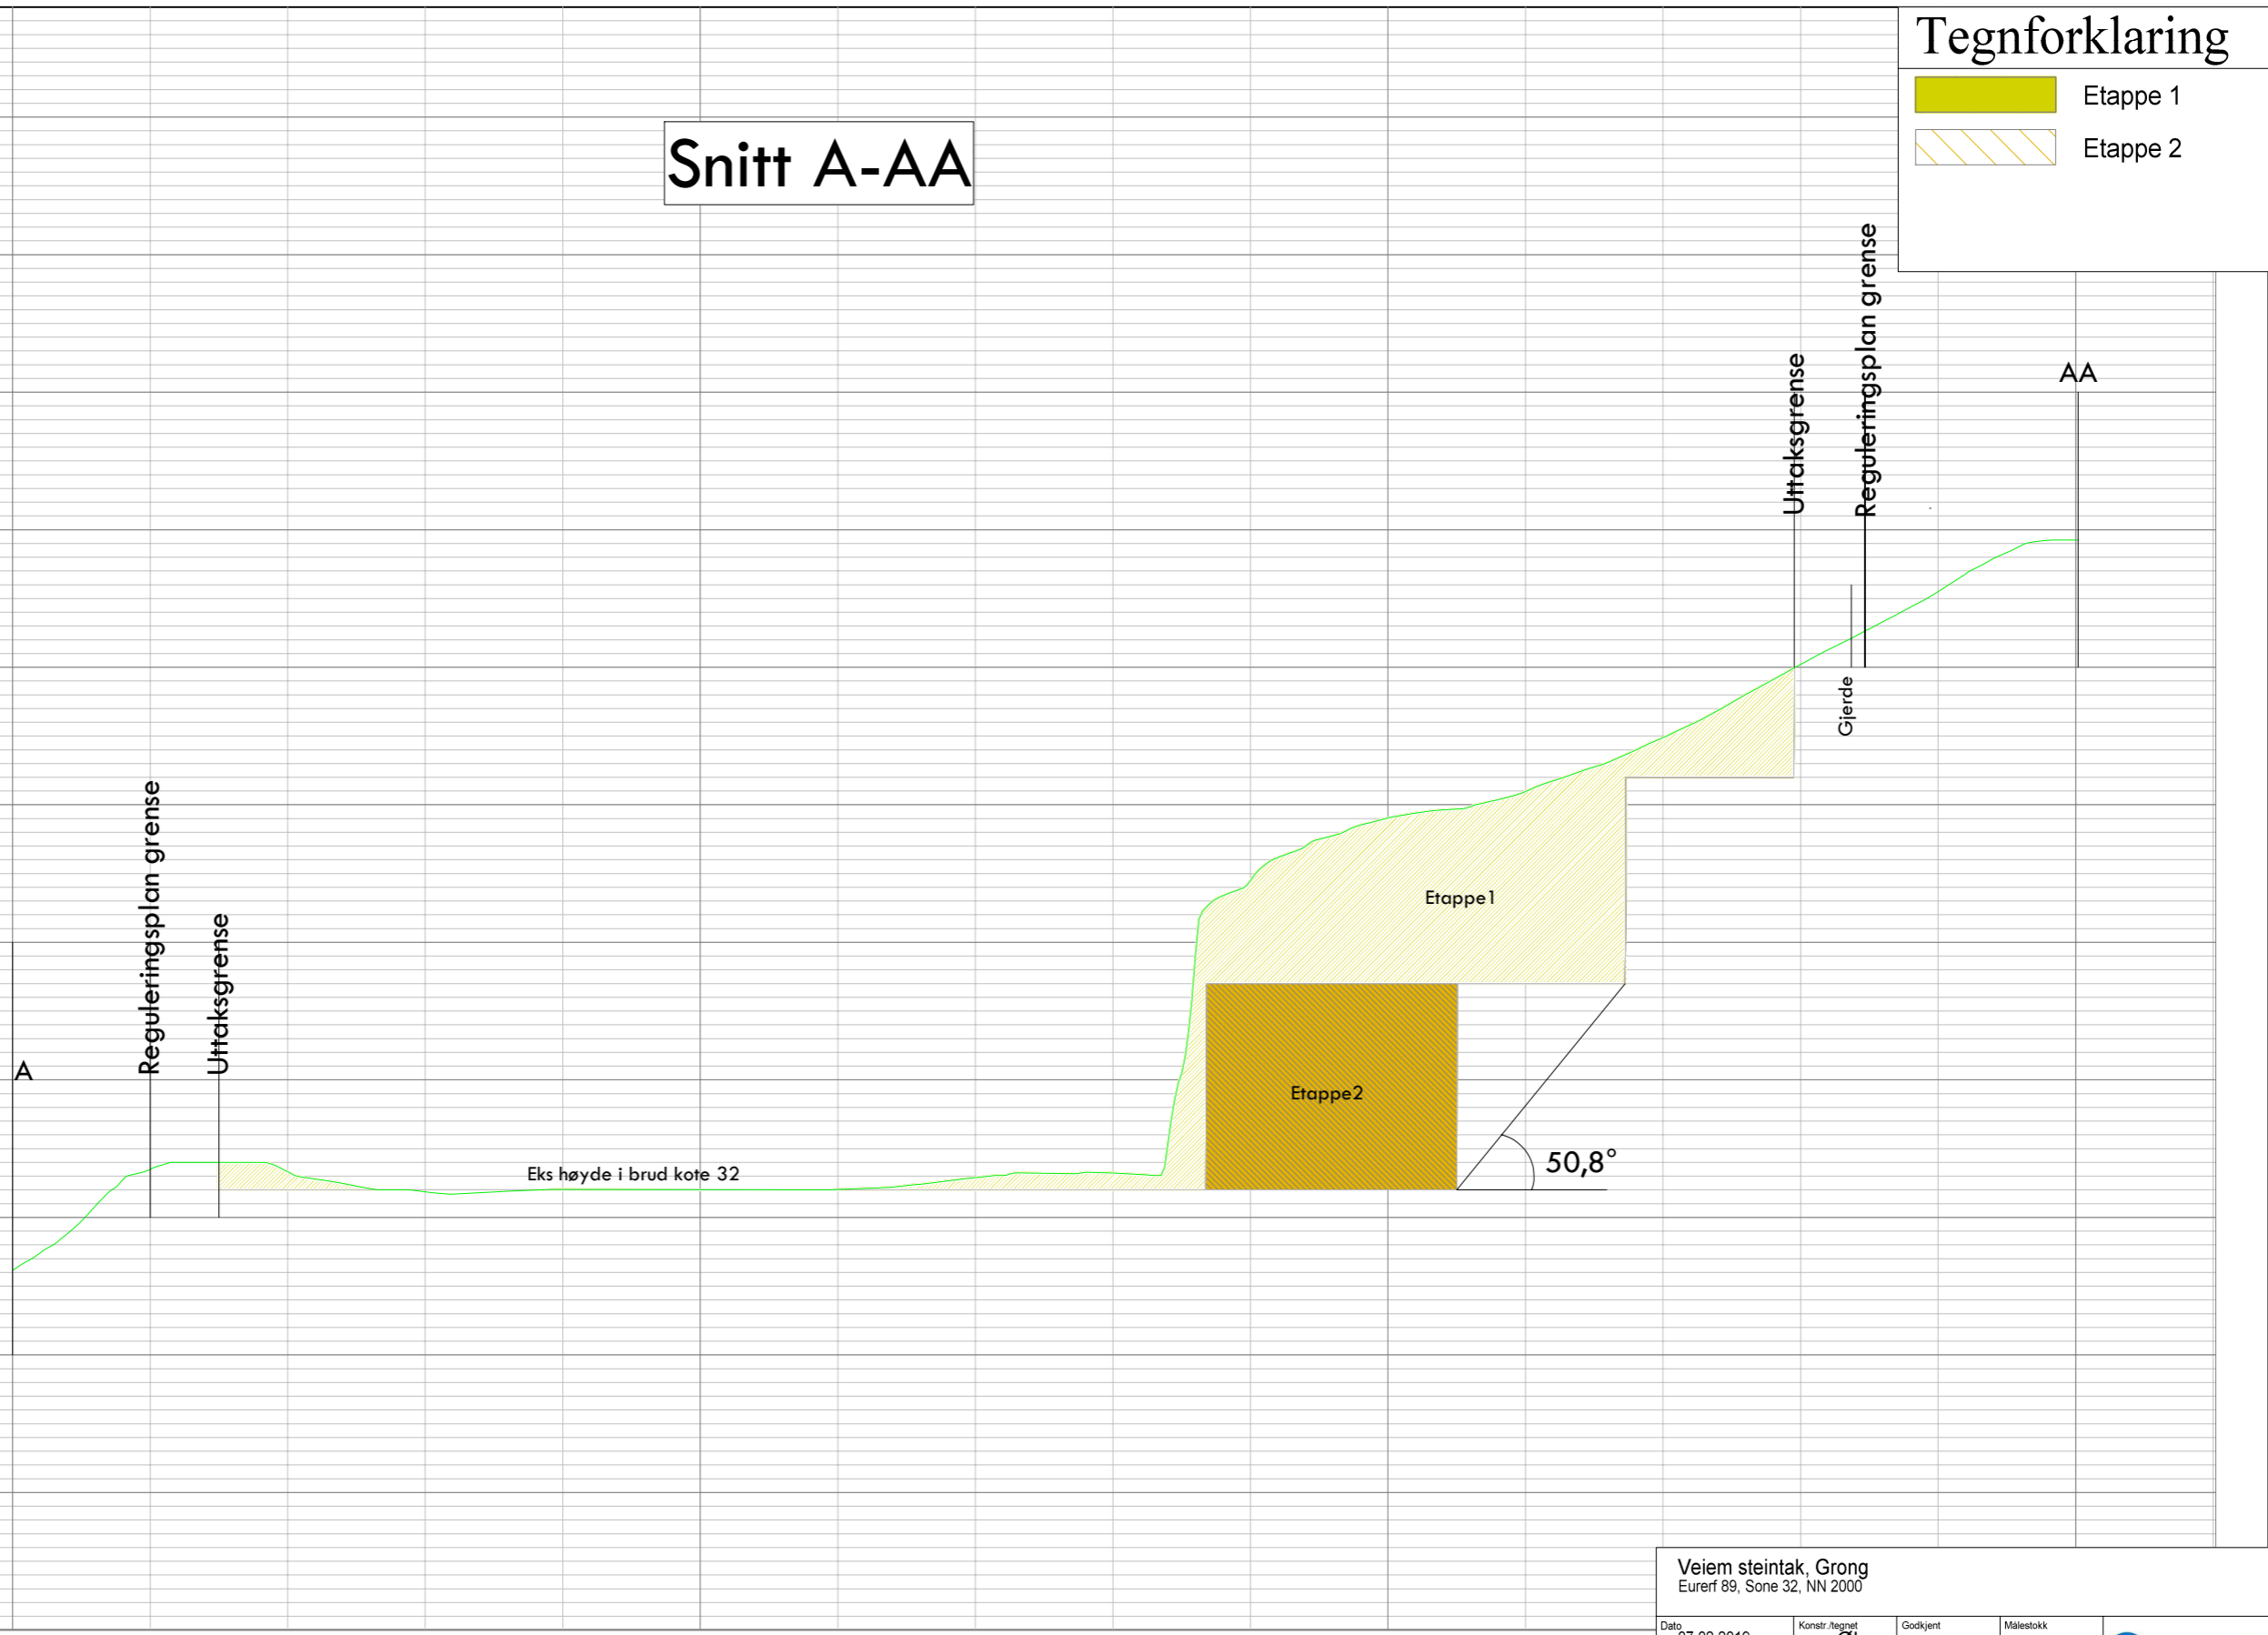 Tegnforklaring
Etappe 1
Etappe 2
Snitt A-AA
Uttaksgrense
Reguleringsplan grense
AA
Gjerde
Reguleringsplan grense
Uttaksgrense
A
Etappe1
Etappe2
50,8°
Eks høyde i brud kote 32
Veiem steintak, Grong
Eurerf 89, Sone 32, NN 2000
Dato
Konstr./tegnet
Godkjent
Målestokk